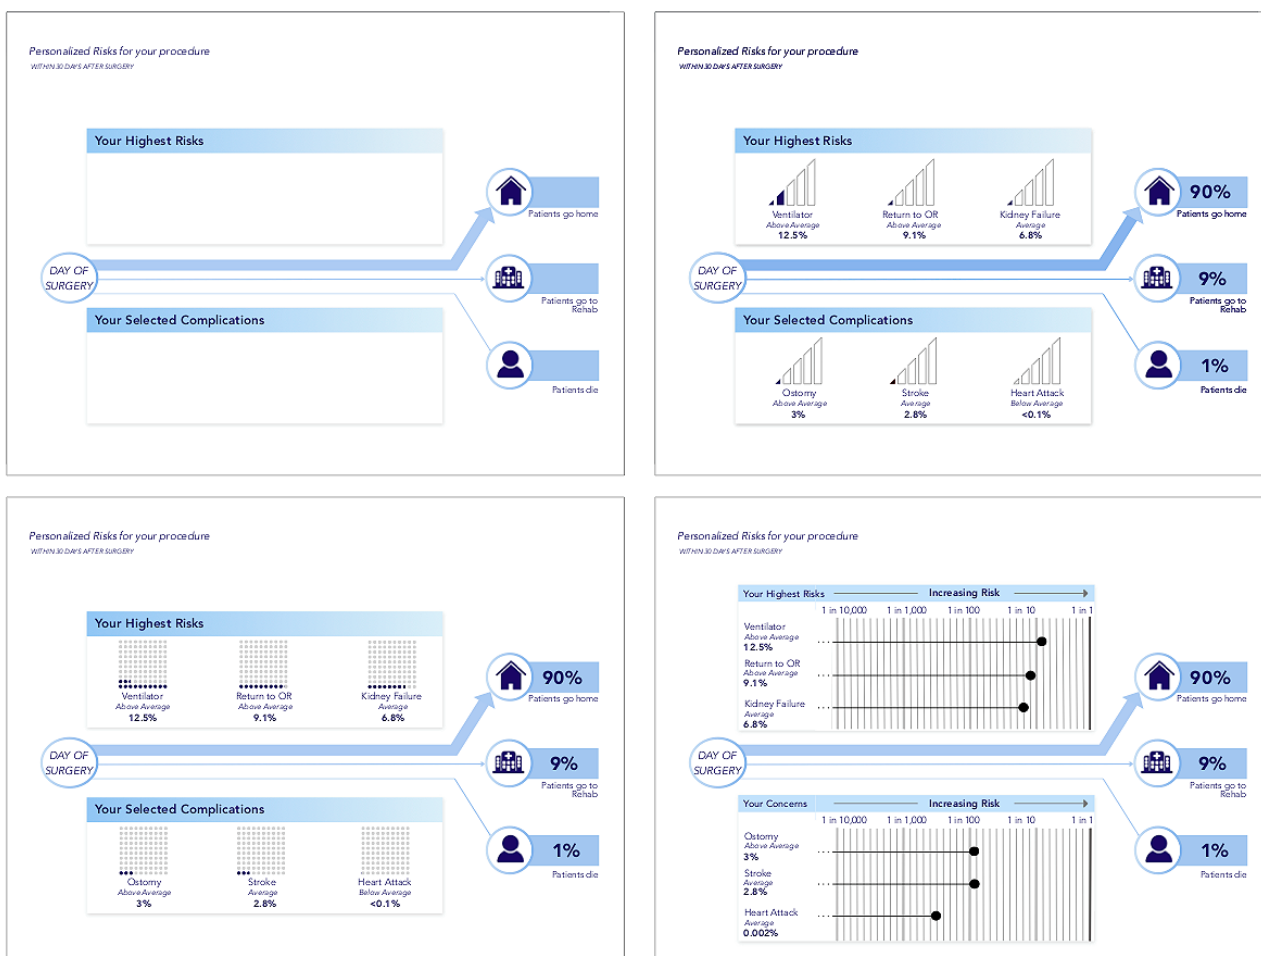 Personalized Risks for your procedure
WITHIN 30 DAYS AFTER SURGERY
Your Highest Risks
Patients go home
DAY OF
SURGERY
Patients go to
Rehab
Your Selected Complications
Patients die
Personalized Risks for your procedure
WITHIN 30 DAYS AFTER SURGERY
Your Highest Risks
Ventilator Return to OR Kidney Failure
Above Average Above Average Average
12.5% 9.1% 6.8%
90%
Patients go home
DAY OF
SURGERY
9%
Patients go to
Rehab
Your Selected Complications
Ostomy Stroke Heart Attack
Above Average Above Average Below Average
3% 2.8% <0.1%
1%
Patients die
Personalized Risks for your procedure
WITHIN 30 DAYS AFTER SURGERY
Your Highest Risks
Ventilator Return to OR Kidney Failure
Above Average Above Average Average
12.5% 9.1% 6.8%
90%
Patients go home
DAY OF
SURGERY
9%
Patients go to
Rehab
Your Selected Complications
Ostomy Stroke Heart Attack
Above Average Average Below Average
3% 2.8% <0.1%
1%
Patients die
Personalized Risks for your procedure
WITHIN 30 DAYS AFTER SURGERY
Your Highest Risks Increasing Risk
1 in 10,000 1 in 1,000 1 in 100 1 in 10 1 in 1
Ventilator
Above Average
12.5%
Return to OR
Above Average
9.1%
Kidney Failure
Average
6.8%
90%
Patients go home
DAY OF
SURGERY
9%
Patients go to
Rehab
Your Concerns Increasing Risk
1 in 10,000 1 in 1,000 1 in 100 1 in 10 1 in 1
Ostomy
Above Average
3%
Stroke
Average
2.8%
Heart Attack
Average
0.002%
1%
Patients die